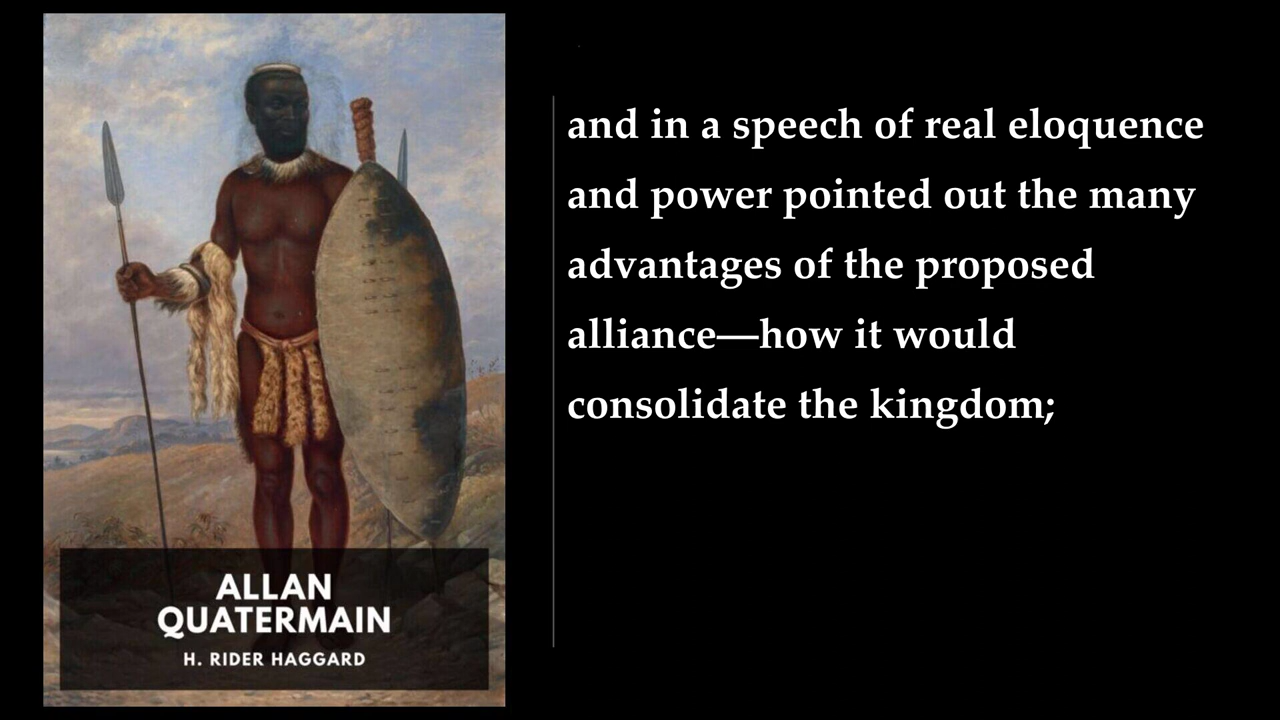 ALLAN
QUATERMAIN
H. RIDER HAGGARD
and in a speech of real eloquence
and power pointed out the many
advantages of the proposed
alliance—how it would
consolidate the kingdom;